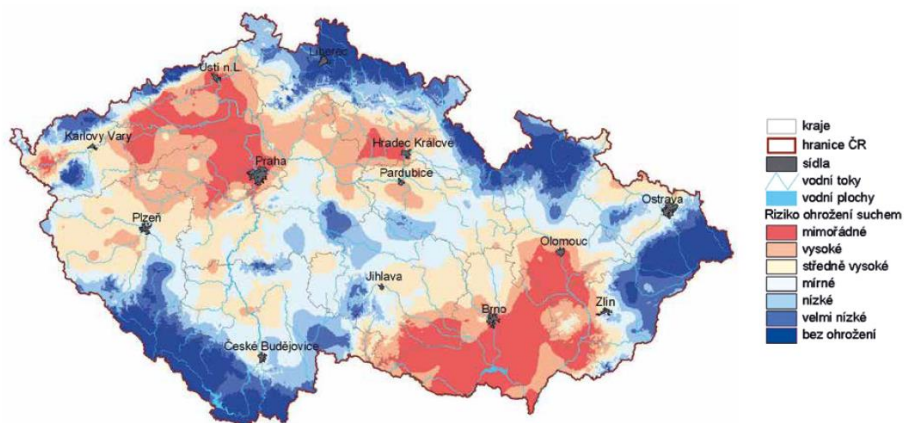 Liberec
Ústí n.L.
Karlovy Vary
Hradec Králove
Praha
Pardubice
Plzeň
Ostrava
Olomouc
Jihlava
Zlín
Brno
České Budějovice
kraje
hranice ČR
sídla
vodní toky
vodní plochy
Riziko ohrožení suchem
mimořádné
vysoké
středně vysoké
mírné
nízké
velmi nízké
bez ohrožení